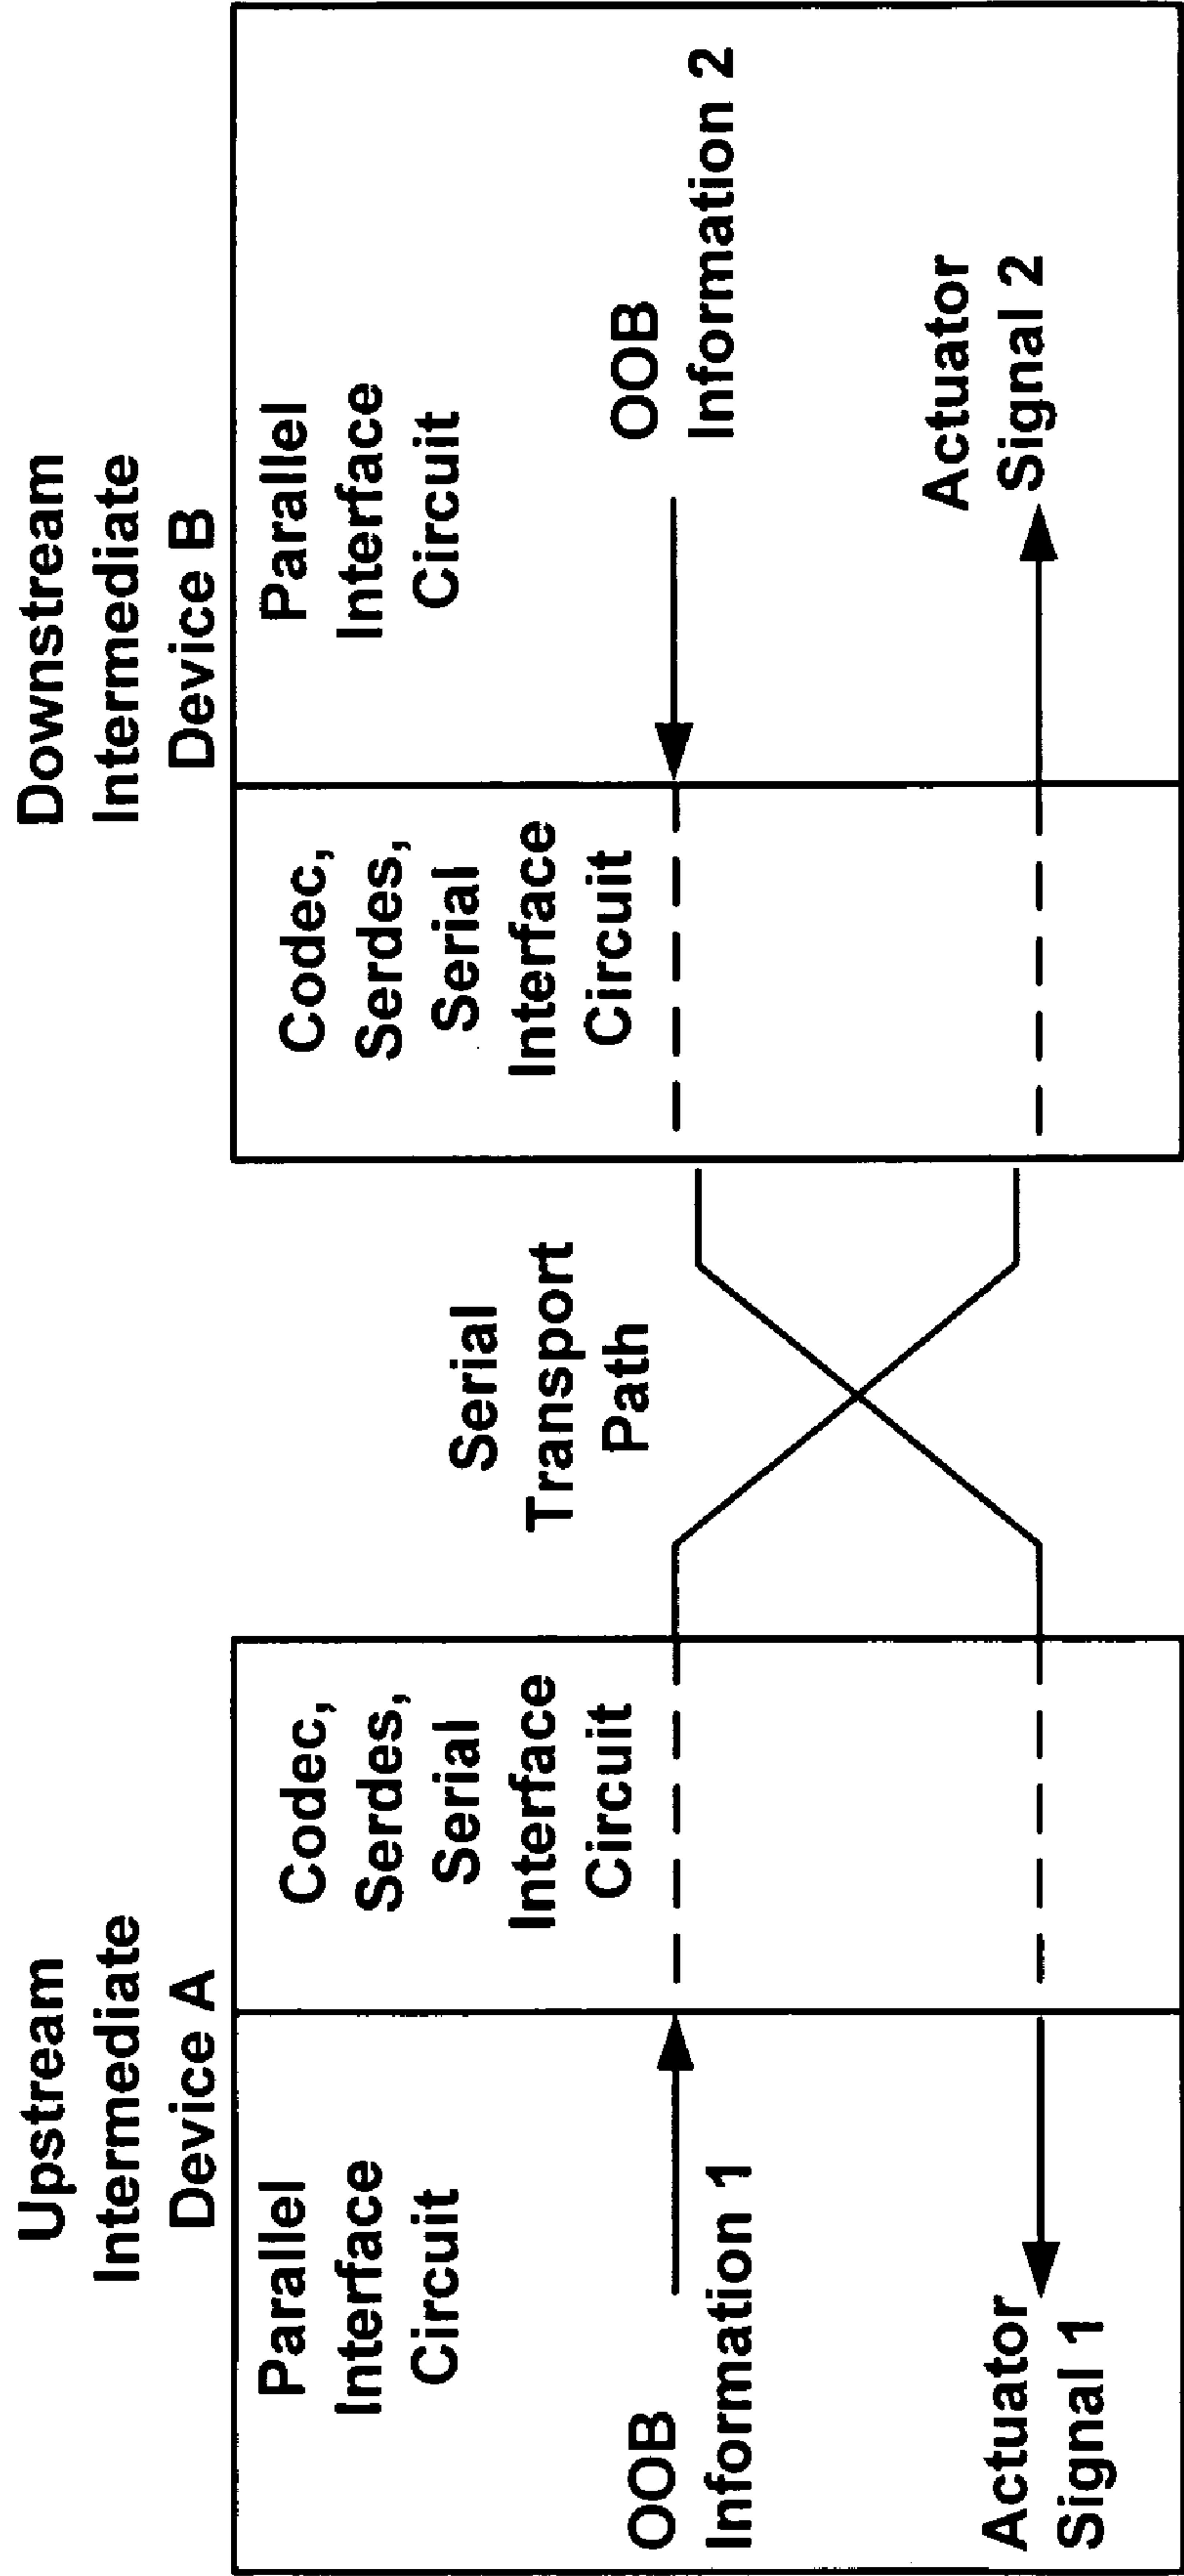 Upstream
Intermediate
Device A
Parallel
Interface
Circuit
OOB
Information 1
Actuator
Signal 1
Codec,
Serdes,
Serial
Interface
Circuit
Serial
Transport
Path
Downstream
Intermediate
Device B
Codec,
Serdes,
Serial
Interface
Circuit
Parallel
Interface
Circuit
OOB
Information 2
Actuator
Signal 2